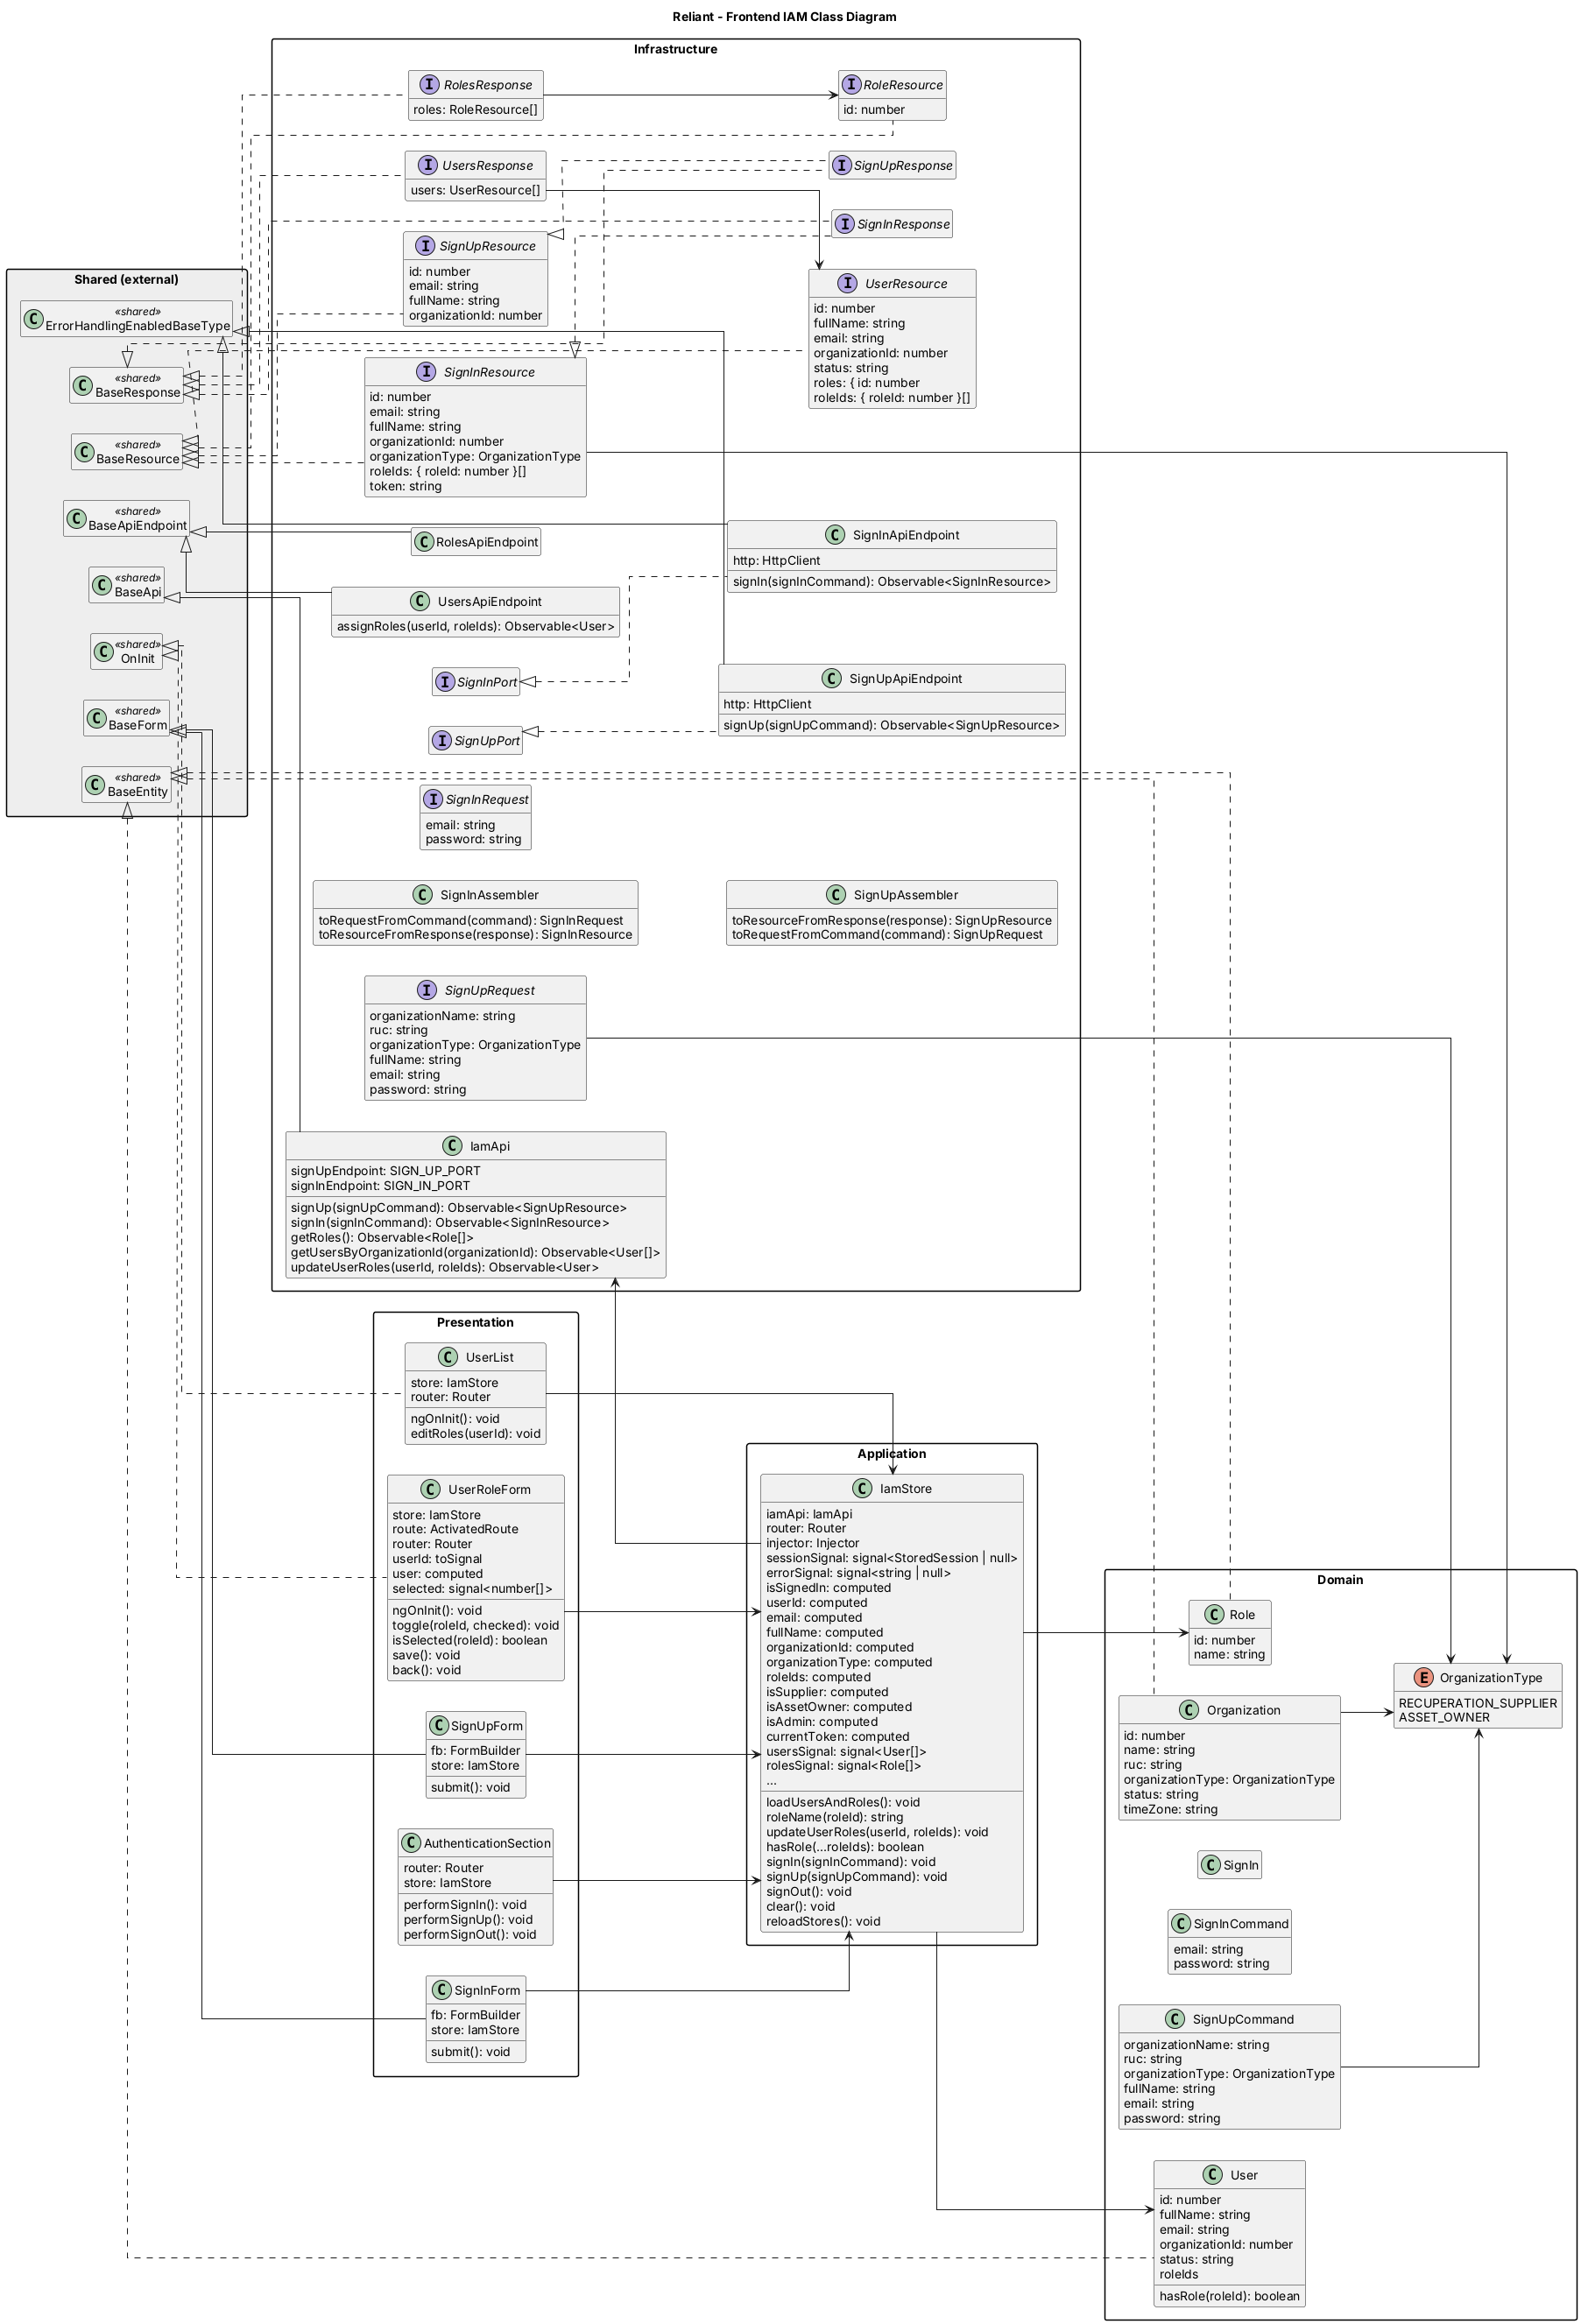 Reliant - Frontend IAM Class Diagram
Infrastructure
I RolesResponse
roles: RoleResource[]
I RoleResource
id: number
I UsersResponse
users: UserResource[]
I SignUpResponse
I SignInResponse
I SignUpResource
id: number
email: string
fullName: string
organizationId: number
I UserResource
id: number
fullName: string
email: string
organizationId: number
status: string
roles: { id: number
roleIds: { roleId: number }[]
Shared (external)
C «shared»
ErrorHandlingEnabledBaseType
C «shared»
BaseResponse
C «shared»
BaseResource
C «shared»
BaseApiEndpoint
C «shared»
BaseApi
C «shared»
OnInit
C «shared»
BaseForm
C «shared»
BaseEntity
I SignInResource
id: number
email: string
fullName: string
organizationId: number
organizationType: OrganizationType
roleIds: { roleId: number }[]
token: string
C RolesApiEndpoint
C SignInApiEndpoint
http: HttpClient
signIn(signInCommand): Observable<SignInResource>
C UsersApiEndpoint
assignRoles(userId, roleIds): Observable<User>
I SignInPort
C SignUpApiEndpoint
http: HttpClient
signUp(signUpCommand): Observable<SignUpResource>
I SignUpPort
I SignInRequest
email: string
password: string
C SignInAssembler
toRequestFromCommand(command): SignInRequest
toResourceFromResponse(response): SignInResource
C SignUpAssembler
toResourceFromResponse(response): SignUpResource
toRequestFromCommand(command): SignUpRequest
I SignUpRequest
organizationName: string
ruc: string
organizationType: OrganizationType
fullName: string
email: string
password: string
C IamApi
signUpEndpoint: SIGN_UP_PORT
signInEndpoint: SIGN_IN_PORT
signUp(signUpCommand): Observable<SignUpResource>
signIn(signInCommand): Observable<SignInResource>
getRoles(): Observable<Role[]>
getUsersByOrganizationId(organizationId): Observable<User[]>
updateUserRoles(userId, roleIds): Observable<User>
Presentation
C UserList
store: IamStore
router: Router
ngOnInit(): void
editRoles(userId): void
C UserRoleForm
store: IamStore
route: ActivatedRoute
router: Router
userId: toSignal
user: computed
selected: signal<number[]>
ngOnInit(): void
toggle(roleId, checked): void
isSelected(roleId): boolean
save(): void
back(): void
C SignUpForm
fb: FormBuilder
store: IamStore
submit(): void
C AuthenticationSection
router: Router
store: IamStore
performSignIn(): void
performSignUp(): void
performSignOut(): void
C SignInForm
fb: FormBuilder
store: IamStore
submit(): void
Application
C IamStore
iamApi: IamApi
router: Router
injector: Injector
sessionSignal: signal<StoredSession | null>
errorSignal: signal<string | null>
isSignedIn: computed
userId: computed
email: computed
fullName: computed
organizationId: computed
organizationType: computed
roleIds: computed
isSupplier: computed
isAssetOwner: computed
isAdmin: computed
currentToken: computed
usersSignal: signal<User[]>
rolesSignal: signal<Role[]>
...
loadUsersAndRoles(): void
roleName(roleId): string
updateUserRoles(userId, roleIds): void
hasRole(...roleIds): boolean
signIn(signInCommand): void
signUp(signUpCommand): void
signOut(): void
clear(): void
reloadStores(): void
Domain
C Role
id: number
name: string
E OrganizationType
RECUPERATION_SUPPLIER
ASSET_OWNER
C Organization
id: number
name: string
ruc: string
organizationType: OrganizationType
status: string
timeZone: string
C SignIn
C SignInCommand
email: string
password: string
C SignUpCommand
organizationName: string
ruc: string
organizationType: OrganizationType
fullName: string
email: string
password: string
C User
id: number
fullName: string
email: string
organizationId: number
status: string
roleIds
hasRole(roleId): boolean